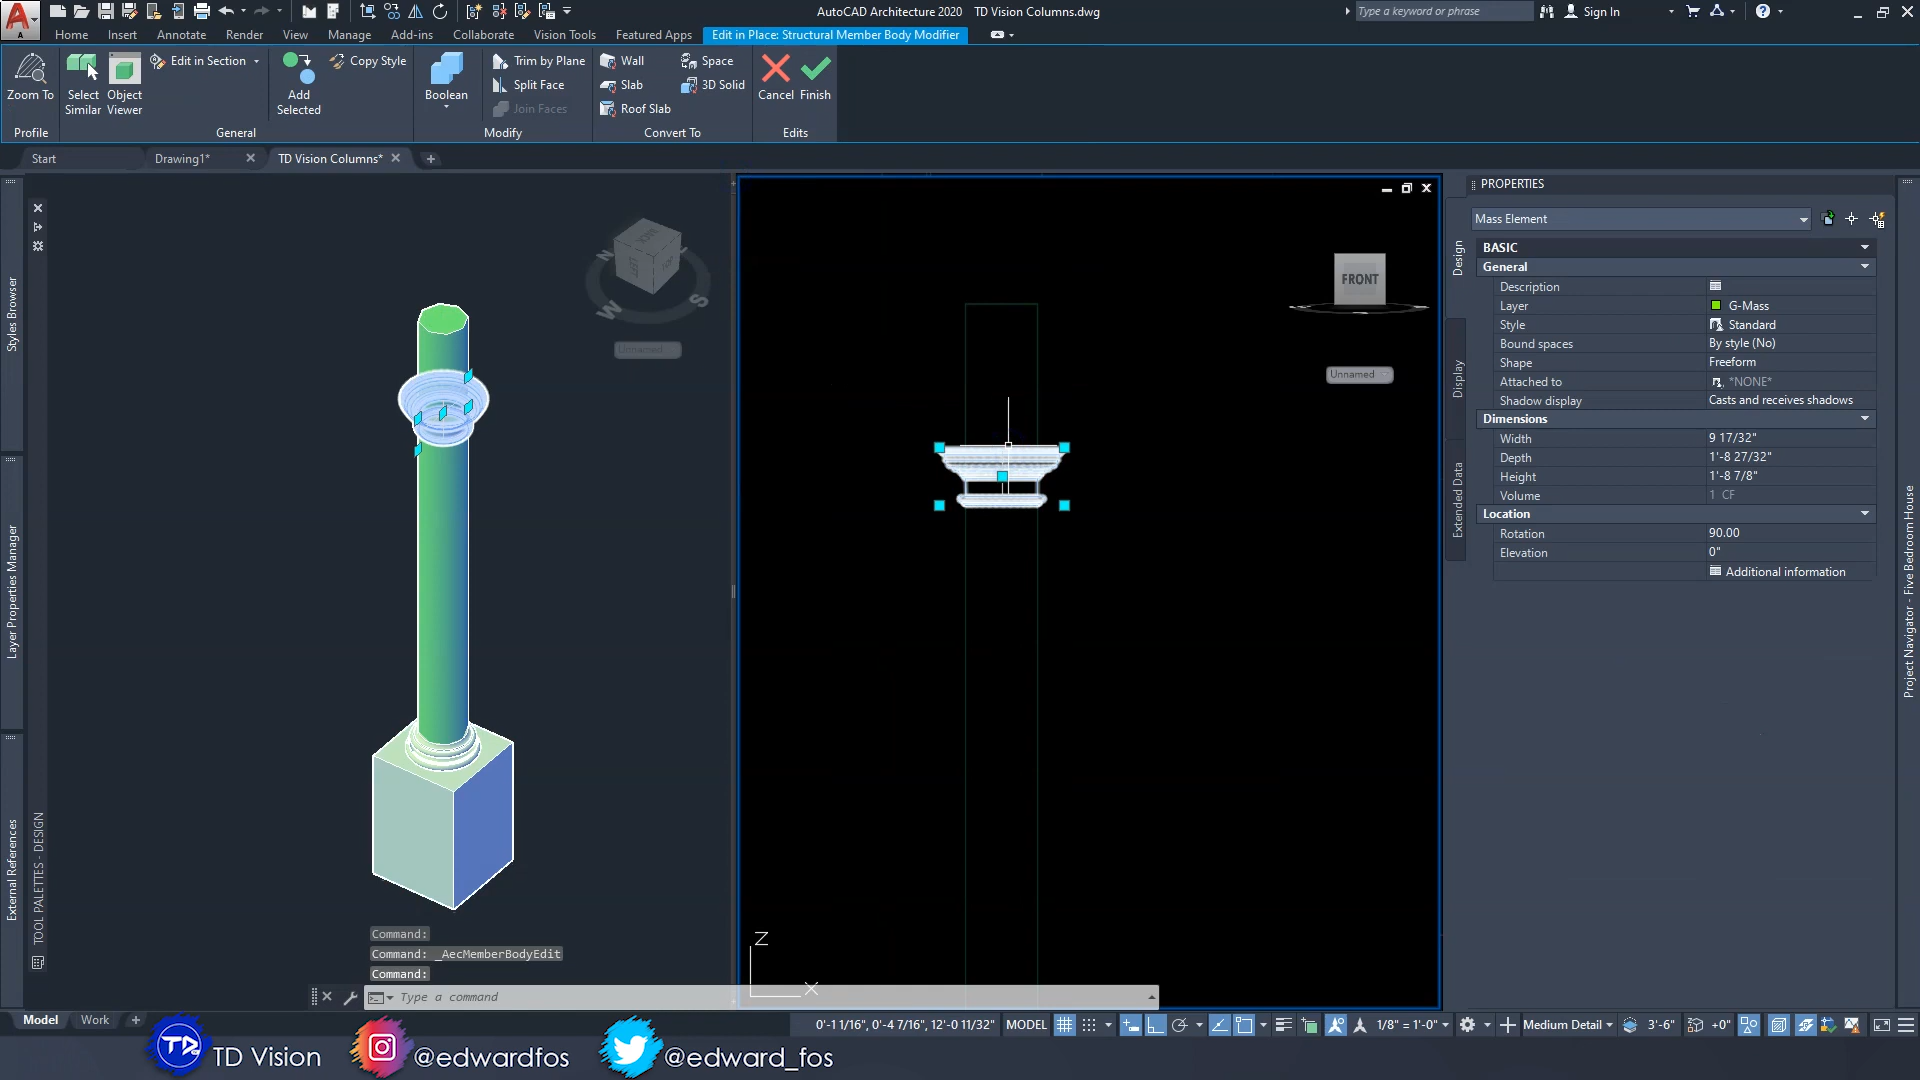 AutoCAD Architecture 2020 TD Vision Columns.dwg
Type a keyword or phrase
Sign In
Home Insert Annotate Render View Manage Add-ins Collaborate Vision Tools Featured Apps Edit in Place: Structural Member Body Modifier
Zoom To
Select Similar
Object Viewer
Edit in Section
Add Selected
Copy Style
Boolean
Trim by Plane
Split Face
Join Faces
Wall
Slab
Roof Slab
Space
3D Solid
Cancel
Finish
Profile General Modify Convert To Edits
Start Drawing1* TD Vision Columns*
Styles Browser
Layer Properties Manager
External References
TOOL PALETTES - DESIGN
N
W
S
LEFT
TOP
Unnamed
FRONT
Unnamed
Z
X
Command:
Command: _AecMemberBodyEdit
Command:
Type a command
PROPERTIES
Mass Element
Design
Display
Extended Data
BASIC
General
Description
Layer G-Mass
Style Standard
Bound spaces By style (No)
Shape Freeform
Attached to *NONE*
Shadow display Casts and receives shadows
Dimensions
Width 9 17/32"
Depth 1'-8 27/32"
Height 1'-8 7/8"
Volume 1 CF
Location
Rotation 90.00
Elevation 0"
Additional information
Project Navigator - Five Bedroom House
Model Work
0'-1 1/16", 0'-4 7/16", 12'-0 11/32" MODEL 1/8" = 1'-0" Medium Detail 3'-6" +0"
TD Vision @edwardfos @edward_fos